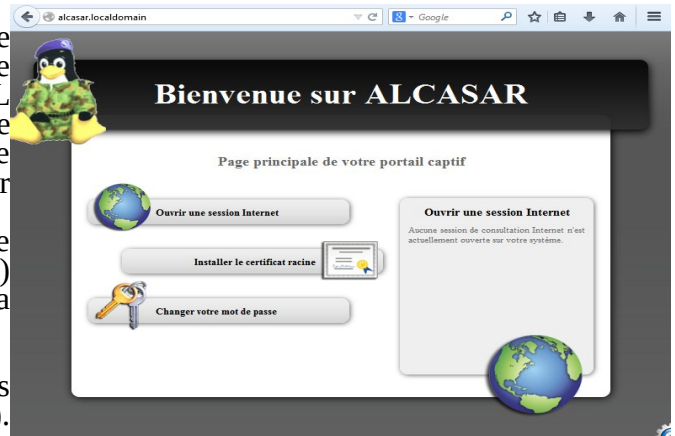 alcasar.localdomain
Google
Bienvenue sur ALCASAR
Page principale de votre portail captif
Ouvrir une session Internet
Installer le certificat racine
Changer votre mot de passe
Ouvrir une session Internet
Aucune session de consultation Internet n'est
actuellement ouverte sur votre système.